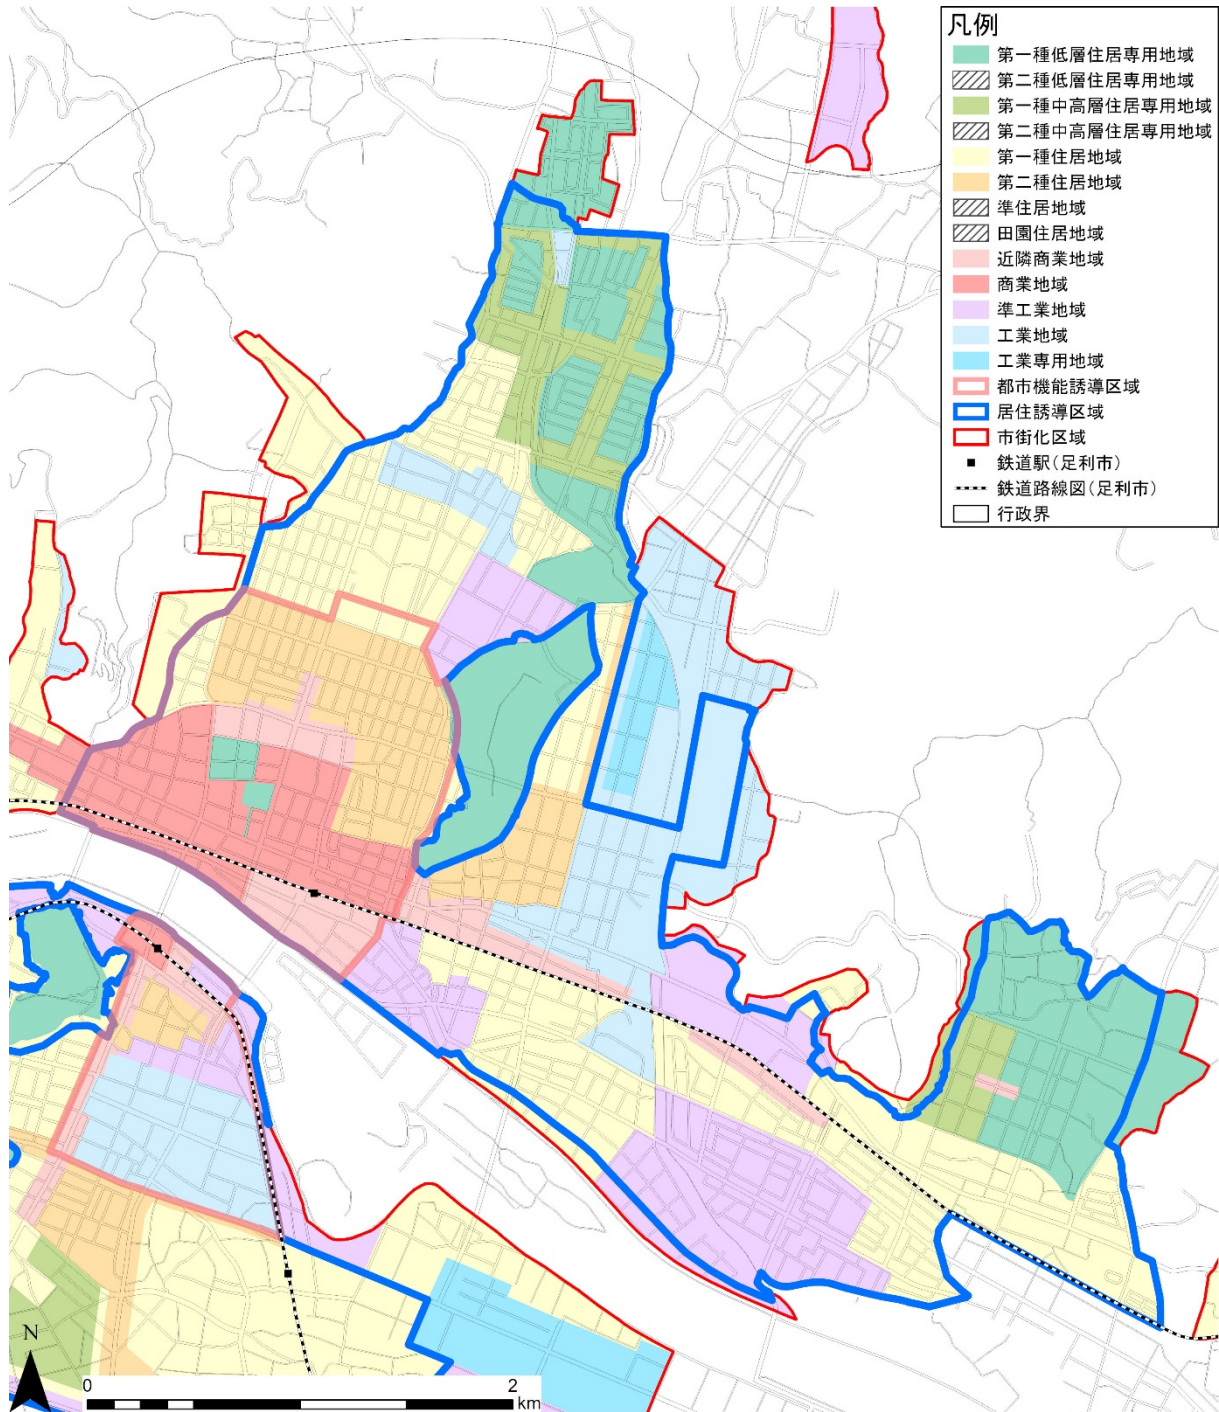 凡例
第一種低層住居専用地域
第二種低層住居専用地域
第一種中高層住居専用地域
第二種中高層住居専用地域
第一種住居地域
第二種住居地域
準住居地域
田園住居地域
近隣商業地域
商業地域
準工業地域
工業地域
工業専用地域
都市機能誘導区域
居住誘導区域
市街化区域
鉄道駅(足利市)
鉄道路線図(足利市)
行政界
N
0 2
km